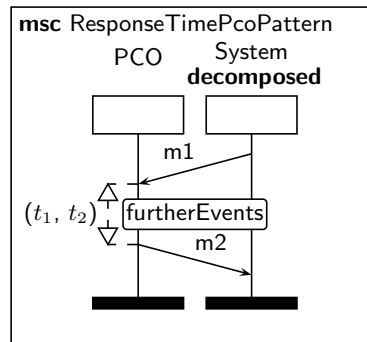 msc ResponseTimePcoPattern
System
PCO
decomposed
m1
furtherEvents
(t1, t2)
m2